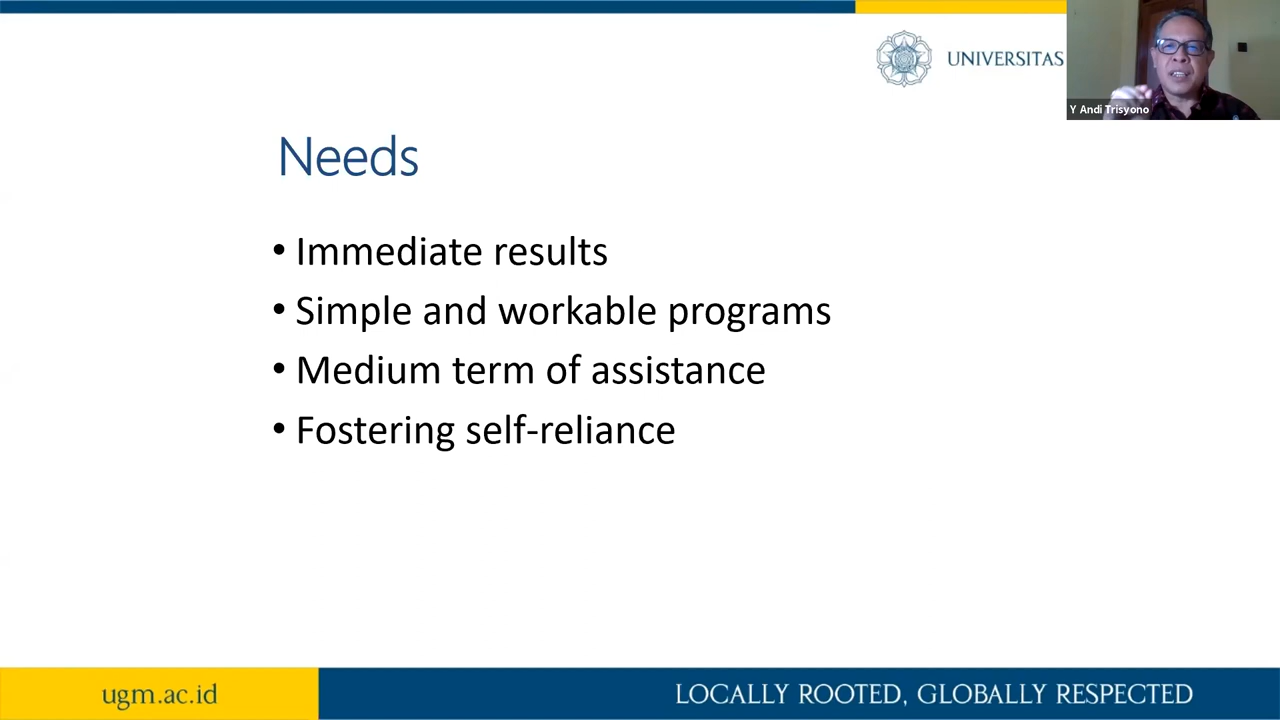 UNIVERSITAS
Y Andi Trisyono
Needs
• Immediate results
• Simple and workable programs
• Medium term of assistance
• Fostering self-reliance
ugm.ac.id
LOCALLY ROOTED, GLOBALLY RESPECTED